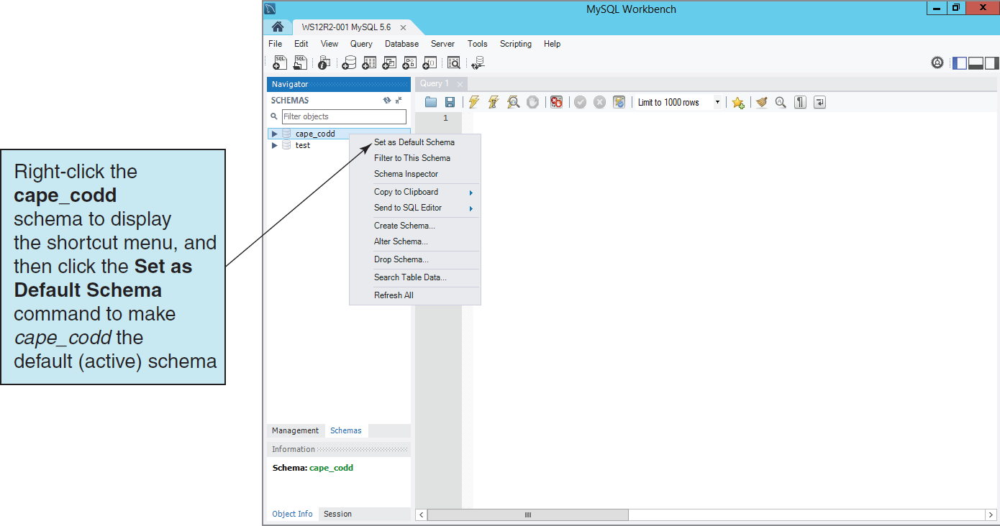 MySQL Workbench
WS12R2-001 MySQL 5.6
File Edit View Query Database Server Tools Scripting Help
SQL SQL
Navigator
Query 1
SCHEMAS
Limit to 1000 rows
Filter objects
1
cape_codd
test
Set as Default Schema
Filter to This Schema
Schema Inspector
Copy to Clipboard
Send to SQL Editor
Create Schema...
Alter Schema...
Drop Schema...
Search Table Data...
Refresh All
Right-click the
cape_codd
schema to display
the shortcut menu, and
then click the Set as
Default Schema
command to make
cape_codd the
default (active) schema
Management Schemas
Information
Schema: cape_codd
Object Info Session